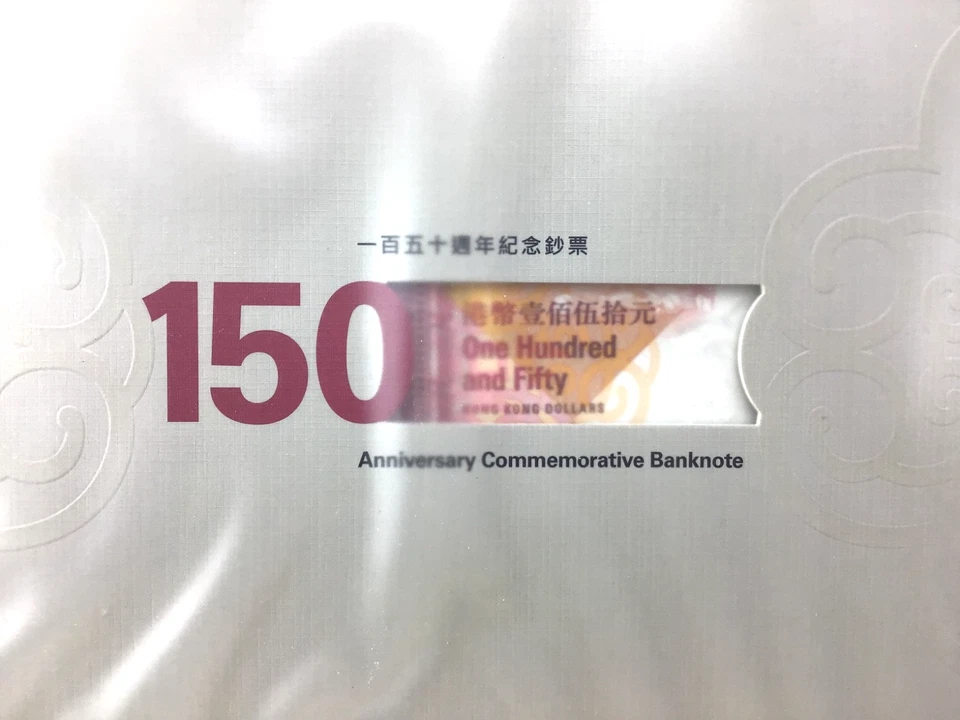 一百五十週年紀念鈔票
150
港幣壹佰伍拾元
One Hundred
and Fifty
HONG KONG DOLLARS
Anniversary Commemorative Banknote